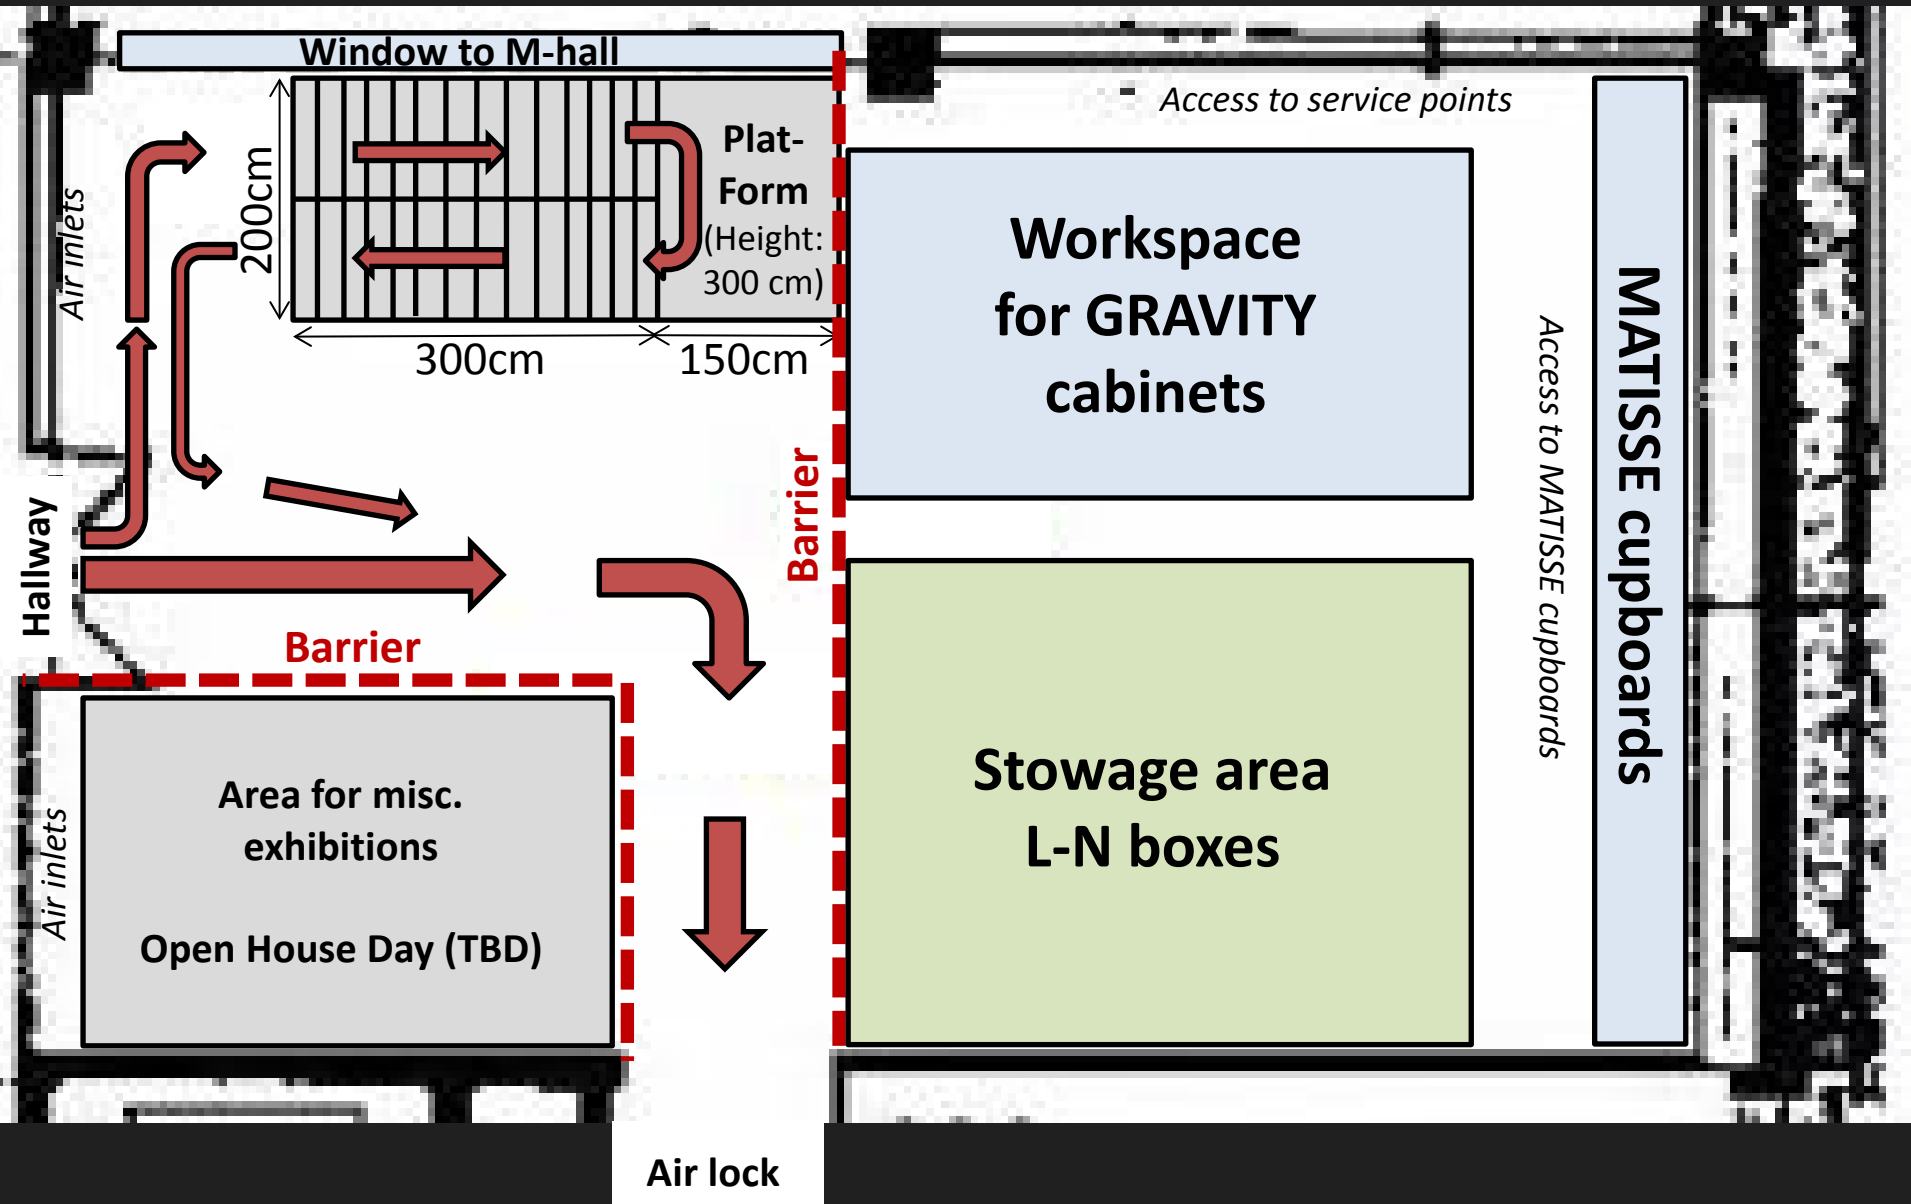 Window to M-hall
Access to service points
Plat-
Form
(Height:
300 cm)
200cm
300cm
150cm
Air inlets
Workspace
for GRAVITY
cabinets
MATISSE cupboards
Access to MATISSE cupboards
Barrier
Hallway
Barrier
Area for misc.
exhibitions
Open House Day (TBD)
Air inlets
Stowage area
L-N boxes
Air lock